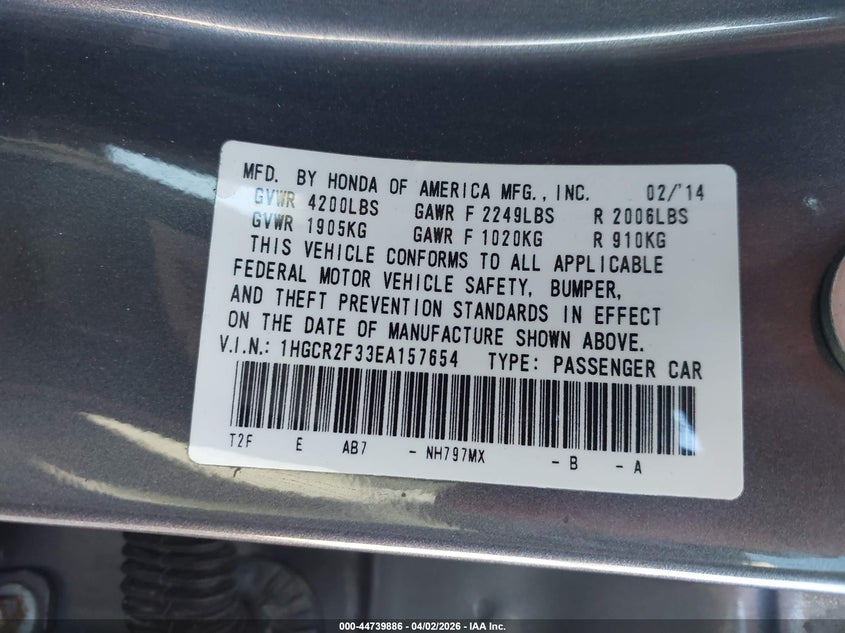 MFD. BY HONDA OF AMERICA MFG., INC. 02/'14
GVWR 4200LBS GAWR F 2249LBS R 2006LBS
GVWR 1905KG GAWR F 1020KG R 910KG
THIS VEHICLE CONFORMS TO ALL APPLICABLE
FEDERAL MOTOR VEHICLE SAFETY, BUMPER,
AND THEFT PREVENTION STANDARDS IN EFFECT
ON THE DATE OF MANUFACTURE SHOWN ABOVE.
V.I.N.: 1HGCR2F33EA157654 TYPE: PASSENGER CAR
T2F E AB7 - NH797MX - B - A
000-44739886 - 04/02/2026 - IAA Inc.